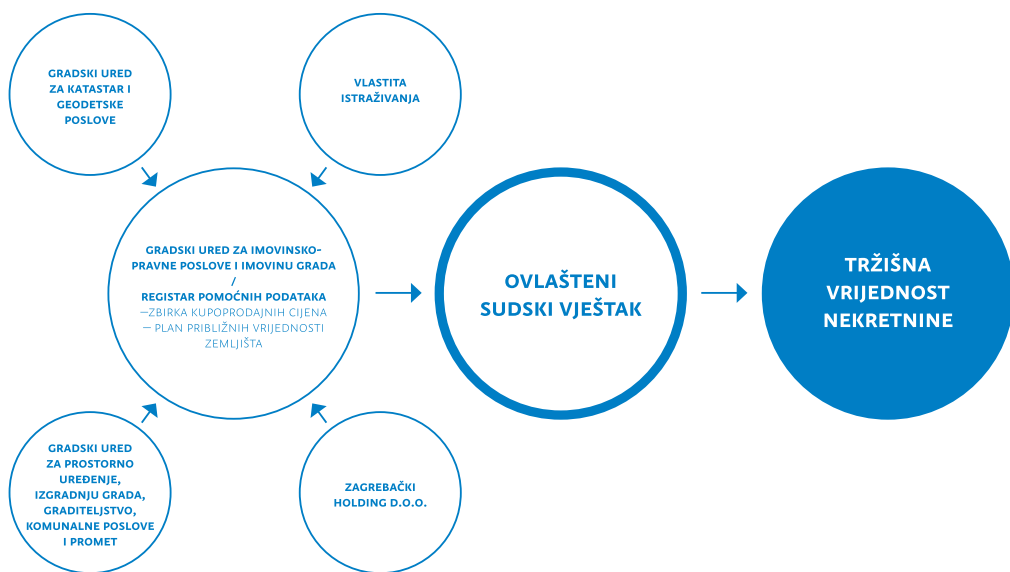 GRADSKI URED
ZA KATASTAR I
GEODETSKE
POSLOVE
VLASTITA
ISTRAŽIVANJA
GRADSKI URED ZA IMOVINSKO-
PRAVNE POSLOVE I IMOVINU GRADA
/
REGISTAR POMOĆNIH PODATAKA
—ZBIRKA KUPOPRODAJNIH CIJENA
— PLAN PRIBLIŽNIH VRIJEDNOSTI
ZEMLJIŠTA
OVLAŠTENI
SUDSKI VJEŠTAK
TRŽIŠNA
VRIJEDNOST
NEKRETNINE
GRADSKI URED
ZA PROSTORNO
UREĐENJE,
IZGRADNJU GRADA,
GRADITELJSTVO,
KOMUNALNE POSLOVE
I PROMET
ZAGREBAČKI
HOLDING D.O.O.